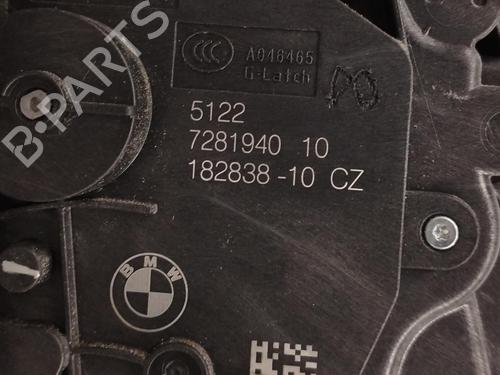 A046465
G-Latch
5122
7281940 10
182838-10 CZ
BMW
B-PARTS